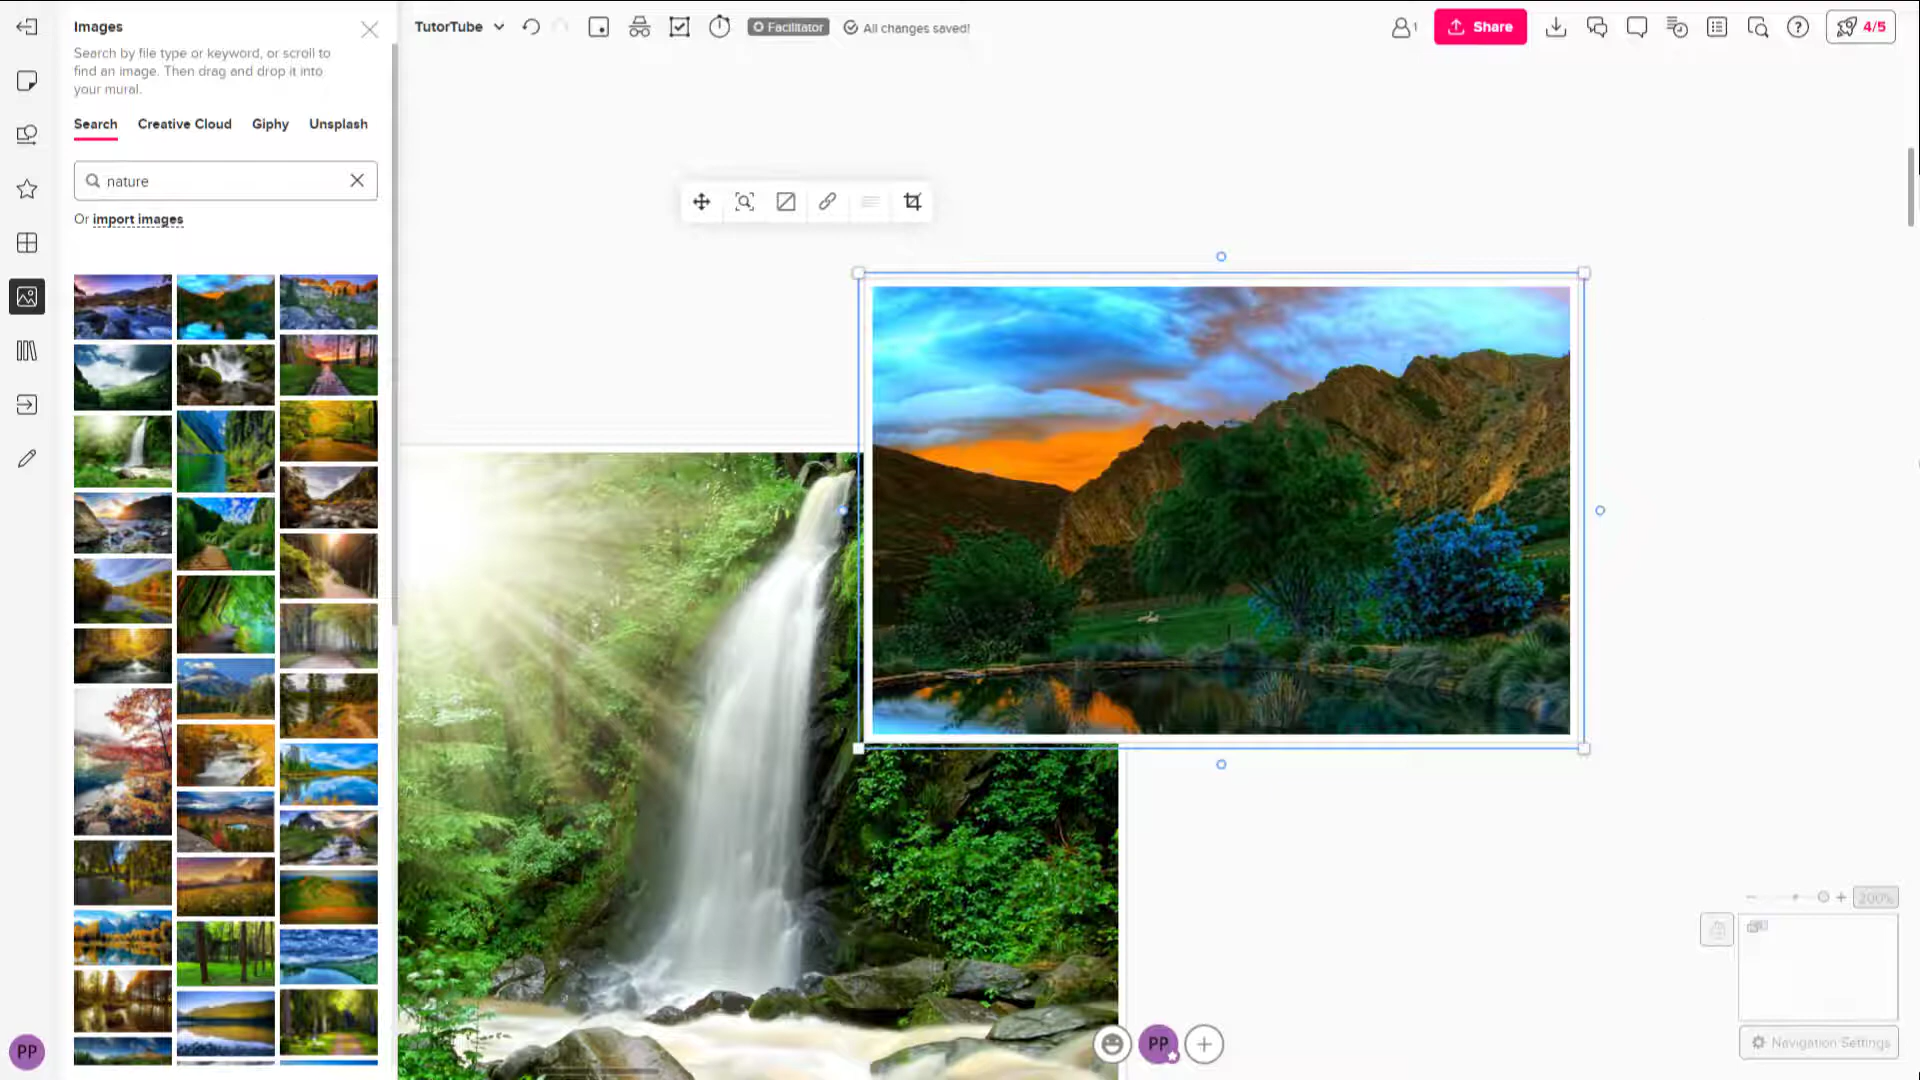 Images
Search by file type or keyword, or scroll to
find an image. Then drag and drop it into
your mural.
Search Creative Cloud Giphy Unsplash
nature
Or import images
TutorTube
Facilitator
All changes saved!
1
Share
4/5
200%
Navigation Settings
PP
PP